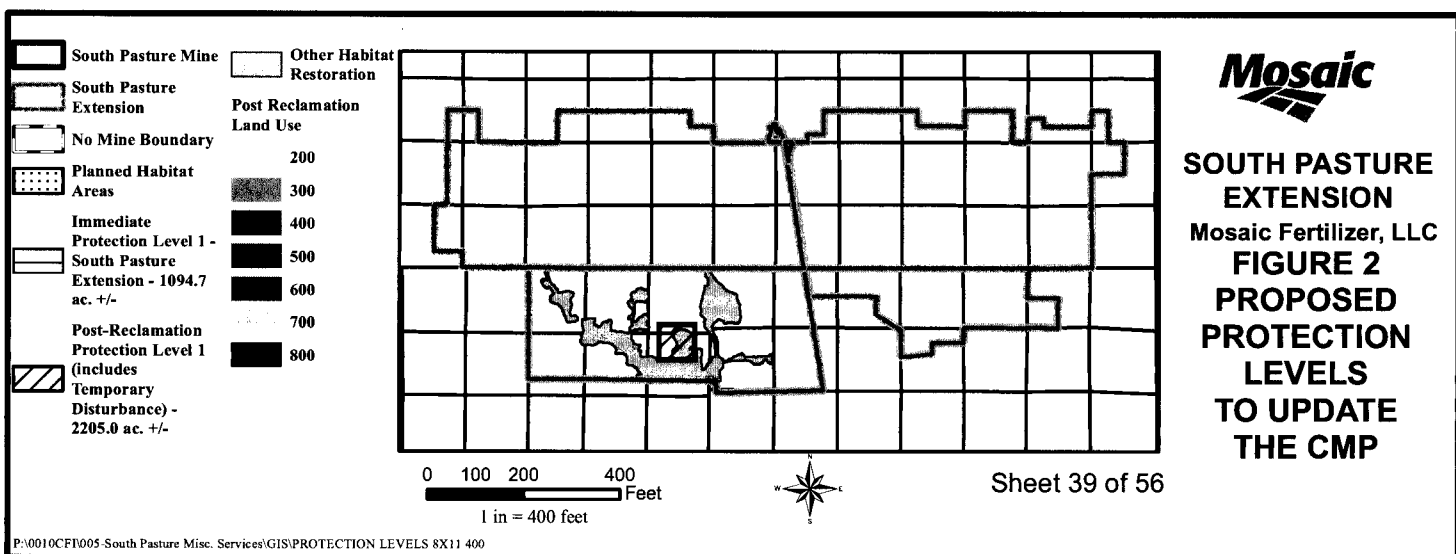 South Pasture Mine
South Pasture
Extension
No Mine Boundary
Planned Habitat
Areas
Immediate
Protection Level 1 -
South Pasture
Extension - 1094.7
ac. +/-
Post-Reclamation
Protection Level 1
(includes
Temporary
Disturbance) -
2205.0 ac. +/-
Other Habitat
Restoration
Post Reclamation
Land Use
200
300
400
500
600
700
800
0 100 200 400
Feet
1 in = 400 feet
N
W E
S
Sheet 39 of 56
Mosaic
SOUTH PASTURE
EXTENSION
Mosaic Fertilizer, LLC
FIGURE 2
PROPOSED
PROTECTION
LEVELS
TO UPDATE
THE CMP
P:\0010CFI\005-South Pasture Misc. Services\GIS\PROTECTION LEVELS 8X11 400